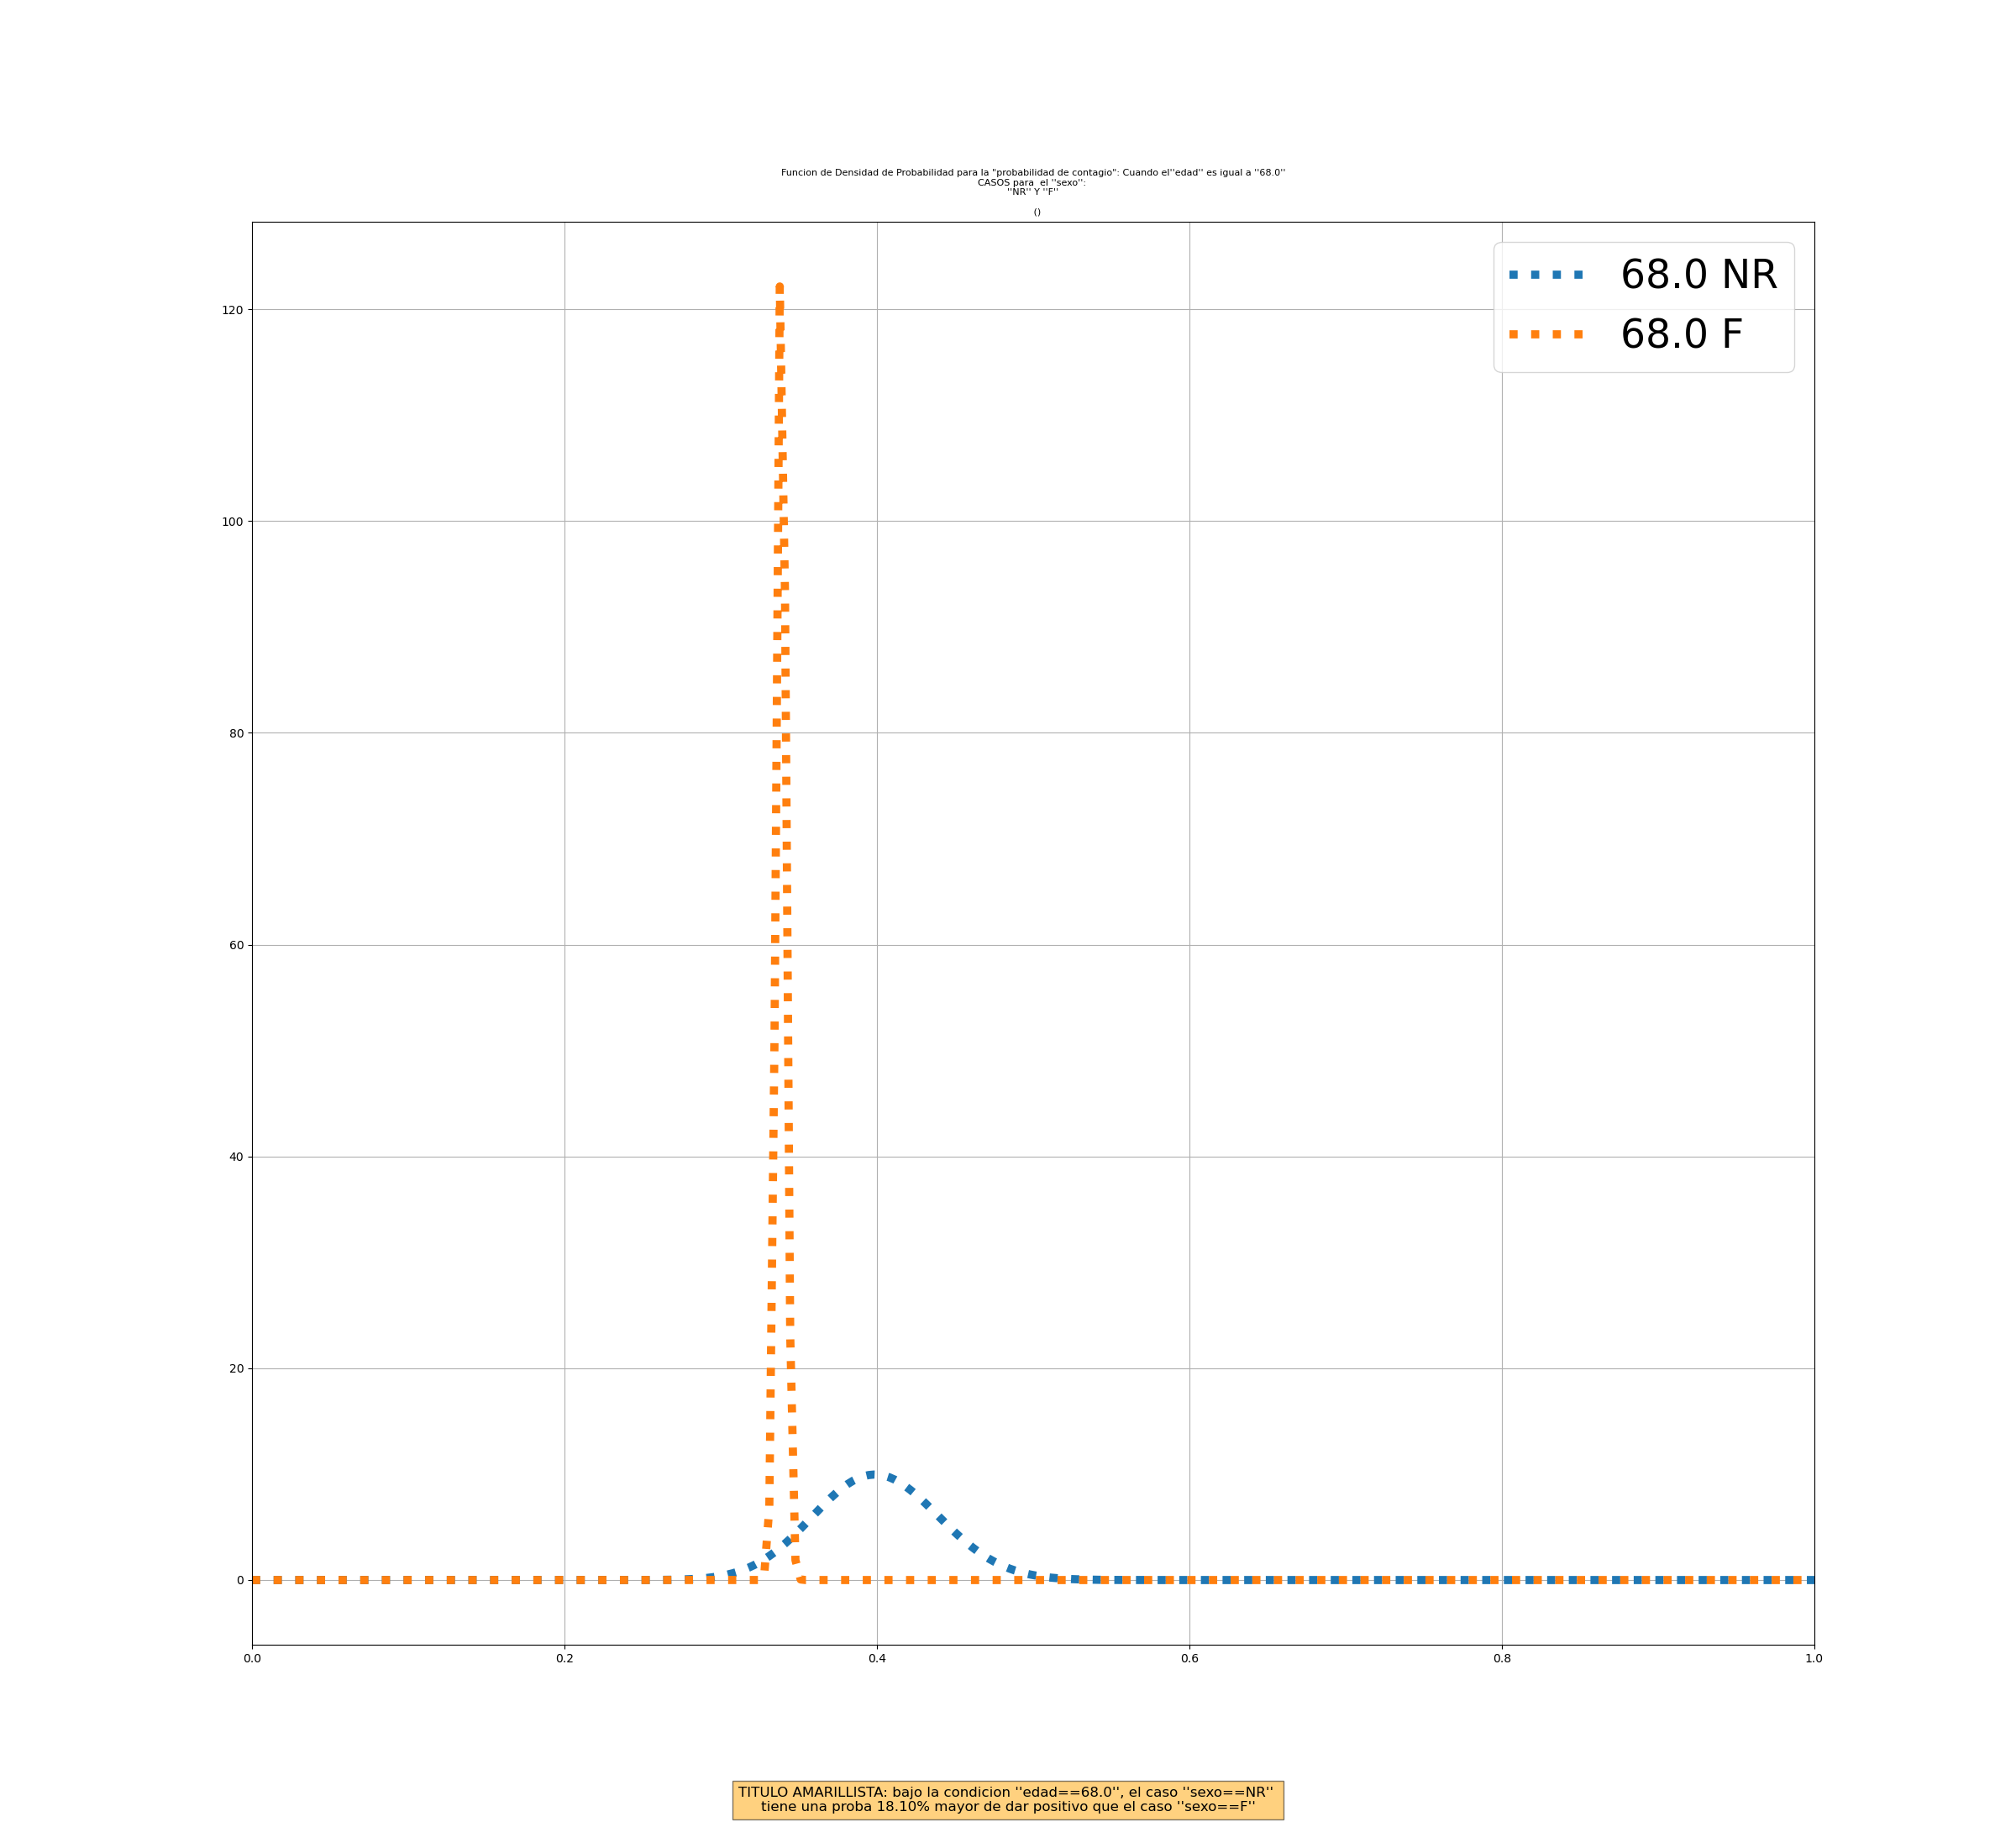 Funcion de Densidad de Probabilidad para la "probabilidad de contagio": Cuando el''edad'' es igual a ''68.0''
CASOS para  el ''sexo'':
''NR'' Y ''F''
()
68.0 NR
68.0 F
120
100
80
60
40
20
0
0.0 0.2 0.4 0.6 0.8 1.0
TITULO AMARILLISTA: bajo la condicion ''edad==68.0'', el caso ''sexo==NR''
tiene una proba 18.10% mayor de dar positivo que el caso ''sexo==F''